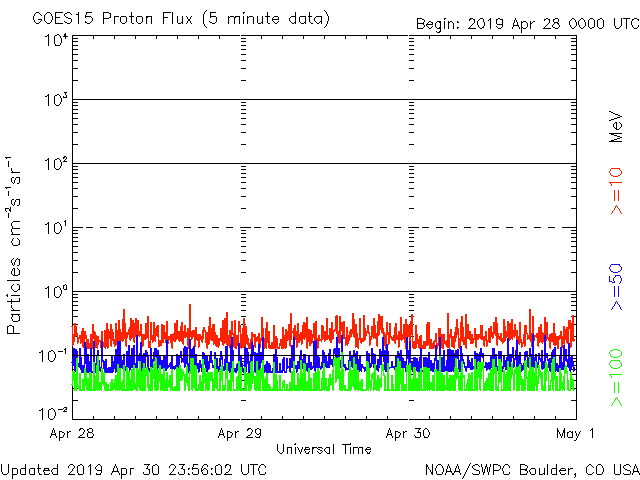 GOES15 Proton Flux (5 minute data)
Begin: 2019 Apr 28 0000 UTC
Particles cm⁻²s⁻¹sr⁻¹
10⁴
10³
10²
10¹
10⁰
10⁻¹
10⁻²
MeV
>=10
>=50
>=100
Apr 28 Apr 29 Apr 30 May 1
Universal Time
Updated 2019 Apr 30 23:56:02 UTC
NOAA/SWPC Boulder, CO USA